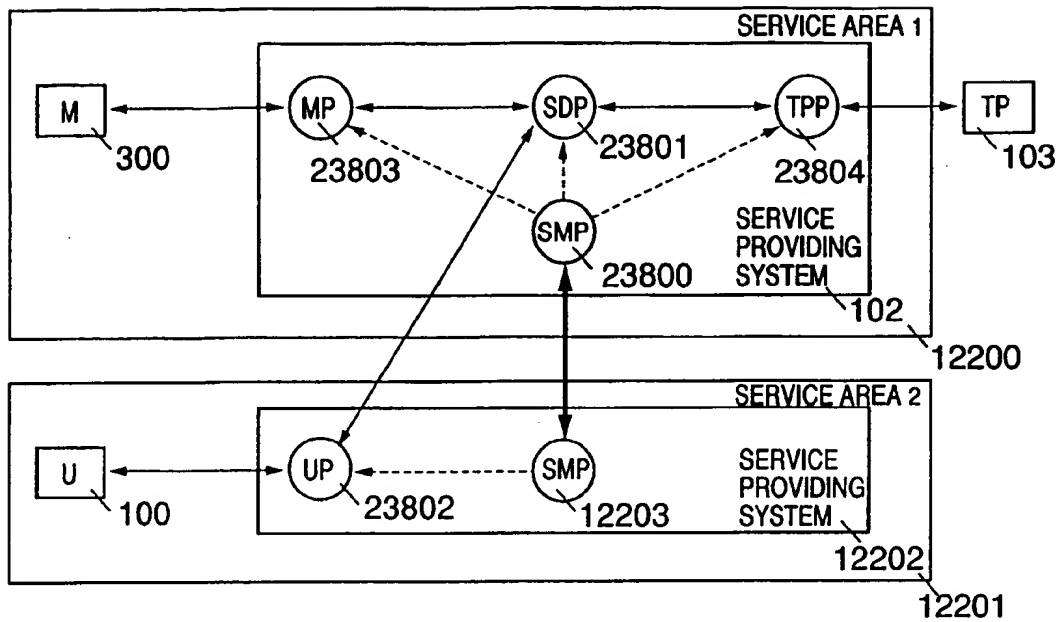 SERVICE AREA 1
M
300
MP
23803
SDP
23801
TPP
23804
TP
103
SMP
23800
SERVICE
PROVIDING
SYSTEM
102
12200
SERVICE AREA 2
U
100
UP
23802
SMP
12203
SERVICE
PROVIDING
SYSTEM
12202
12201